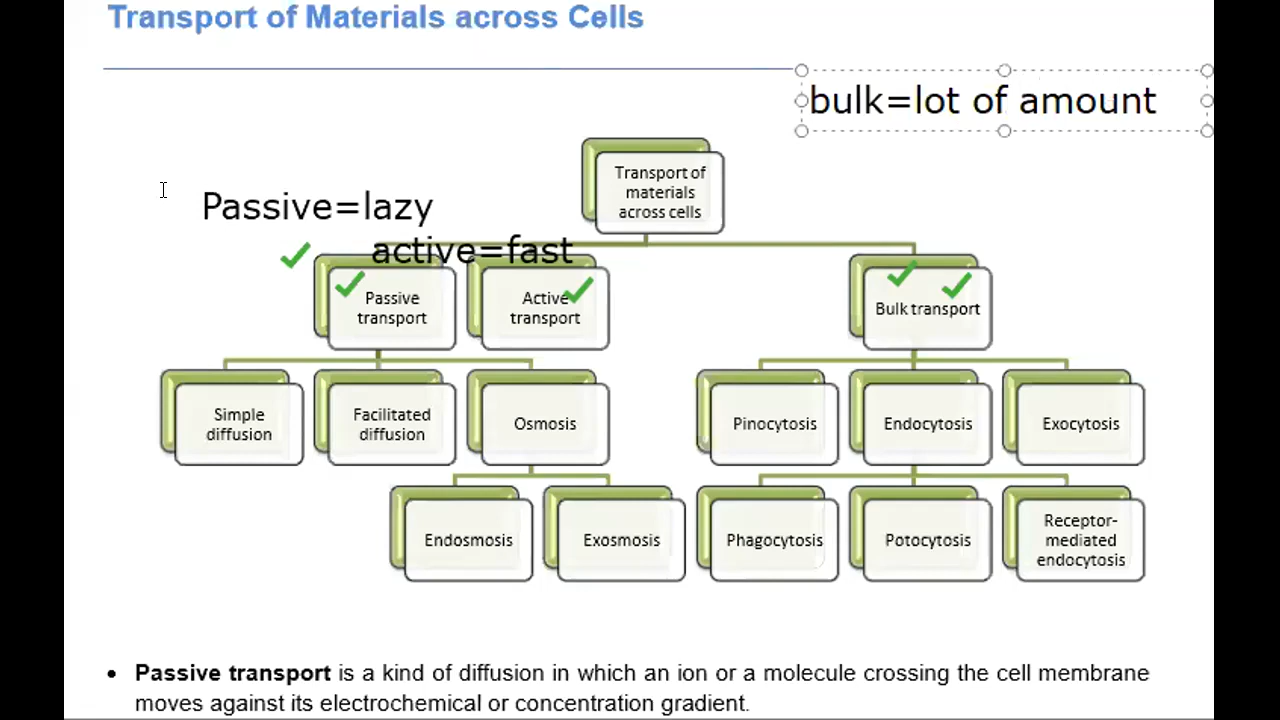 Transport of Materials across Cells
bulk=lot of amount
Transport of
materials
across cells
Passive=lazy
active=fast
Passive
transport
Active
transport
Bulk transport
Simple
diffusion
Facilitated
diffusion
Osmosis
Pinocytosis
Endocytosis
Exocytosis
Endosmosis
Exosmosis
Phagocytosis
Potocytosis
Receptor-
mediated
endocytosis
• Passive transport is a kind of diffusion in which an ion or a molecule crossing the cell membrane
moves against its electrochemical or concentration gradient.